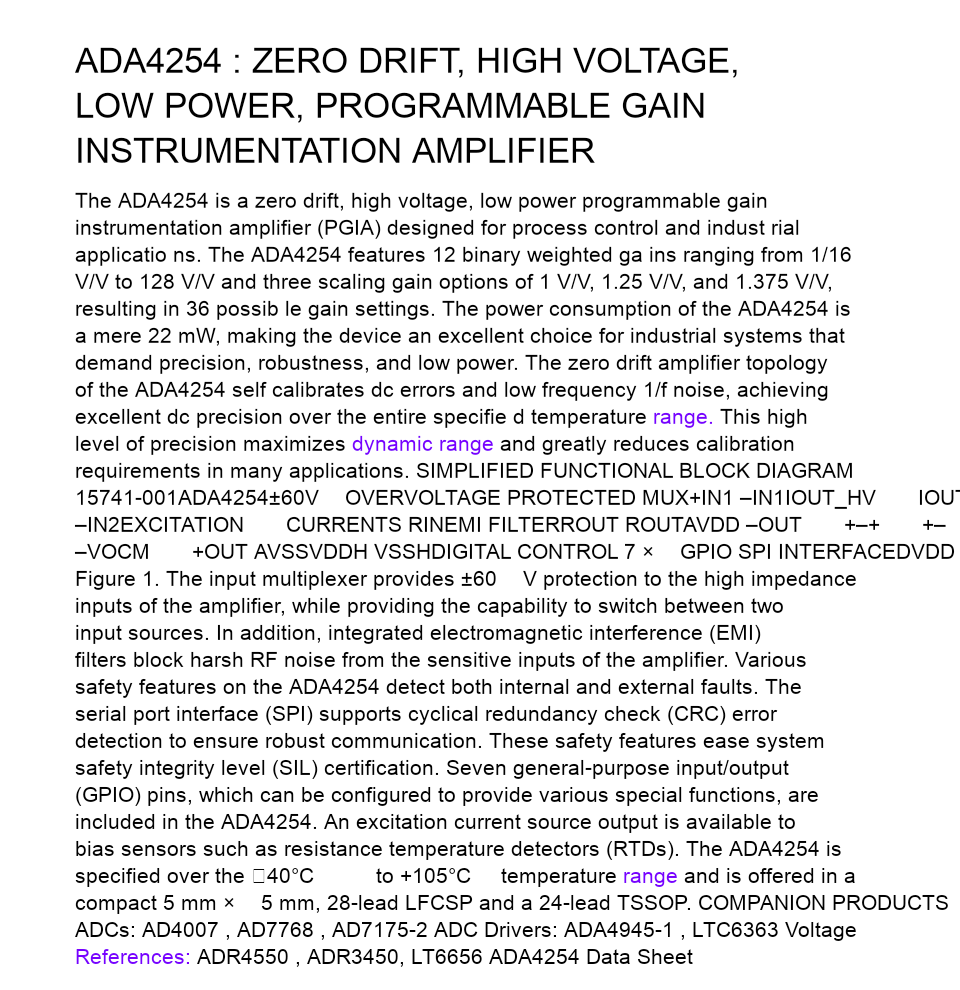 ADA4254 : ZERO DRIFT, HIGH VOLTAGE,
LOW POWER, PROGRAMMABLE GAIN
INSTRUMENTATION AMPLIFIER
The ADA4254 is a zero drift, high voltage, low power programmable gain
instrumentation amplifier (PGIA) designed for process control and indust rial
applicatio ns. The ADA4254 features 12 binary weighted ga ins ranging from 1/16
V/V to 128 V/V and three scaling gain options of 1 V/V, 1.25 V/V, and 1.375 V/V,
resulting in 36 possib le gain settings. The power consumption of the ADA4254 is
a mere 22 mW, making the device an excellent choice for industrial systems that
demand precision, robustness, and low power. The zero drift amplifier topology
of the ADA4254 self calibrates dc errors and low frequency 1/f noise, achieving
excellent dc precision over the entire specifie d temperature range. This high
level of precision maximizes dynamic range and greatly reduces calibration
requirements in many applications. SIMPLIFIED FUNCTIONAL BLOCK DIAGRAM
15741-001ADA4254±60V OVERVOLTAGE PROTECTED MUX+IN1 –IN1IOUT_HV IOUT
–IN2EXCITATION CURRENTS RINEMI FILTERROUT ROUTAVDD –OUT +–+ +–
–VOCM +OUT AVSSVDDH VSSHDIGITAL CONTROL 7 × GPIO SPI INTERFACEDVDD
Figure 1. The input multiplexer provides ±60 V protection to the high impedance
inputs of the amplifier, while providing the capability to switch between two
input sources. In addition, integrated electromagnetic interference (EMI)
filters block harsh RF noise from the sensitive inputs of the amplifier. Various
safety features on the ADA4254 detect both internal and external faults. The
serial port interface (SPI) supports cyclical redundancy check (CRC) error
detection to ensure robust communication. These safety features ease system
safety integrity level (SIL) certification. Seven general-purpose input/output
(GPIO) pins, which can be configured to provide various special functions, are
included in the ADA4254. An excitation current source output is available to
bias sensors such as resistance temperature detectors (RTDs). The ADA4254 is
specified over the □40°C to +105°C temperature range and is offered in a
compact 5 mm × 5 mm, 28-lead LFCSP and a 24-lead TSSOP. COMPANION PRODUCTS
ADCs: AD4007 , AD7768 , AD7175-2 ADC Drivers: ADA4945-1 , LTC6363 Voltage
References: ADR4550 , ADR3450, LT6656 ADA4254 Data Sheet